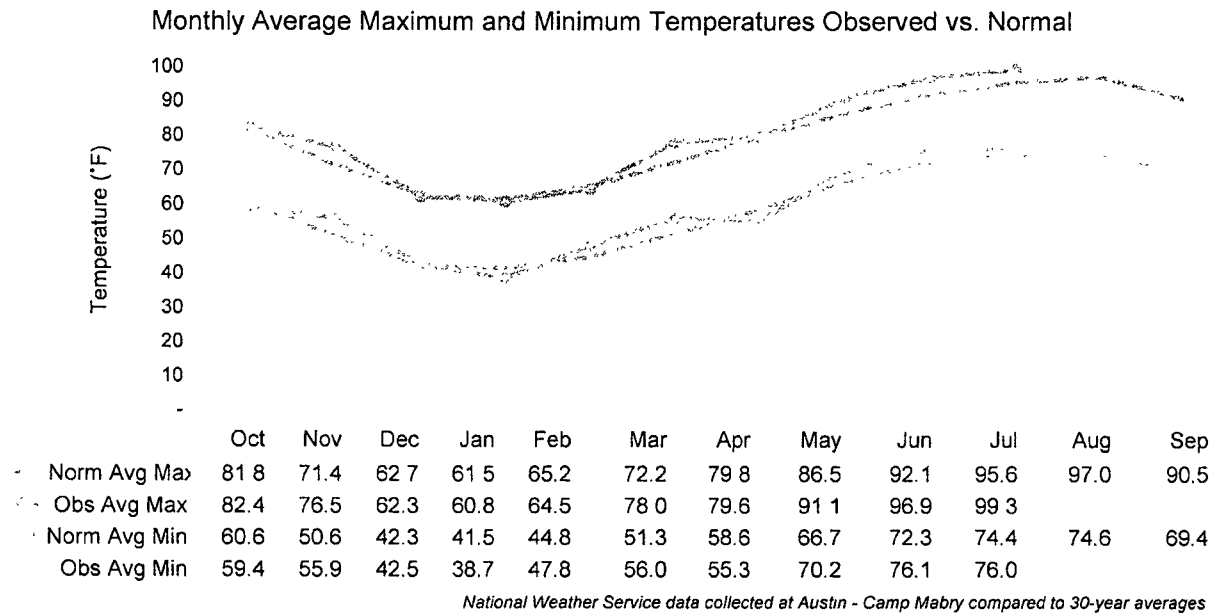 Monthly Average Maximum and Minimum Temperatures Observed vs. Normal
100
90
80
70
60
50
40
30
20
10
-
Temperature (°F)
Oct Nov Dec Jan Feb Mar Apr May Jun Jul Aug Sep
Norm Avg Max 81 8 71.4 62 7 61 5 65.2 72.2 79 8 86.5 92.1 95.6 97.0 90.5
Obs Avg Max 82.4 76.5 62.3 60.8 64.5 78 0 79.6 91 1 96.9 99 3
Norm Avg Min 60.6 50.6 42.3 41.5 44.8 51.3 58.6 66.7 72.3 74.4 74.6 69.4
Obs Avg Min 59.4 55.9 42.5 38.7 47.8 56.0 55.3 70.2 76.1 76.0
National Weather Service data collected at Austin - Camp Mabry compared to 30-year averages